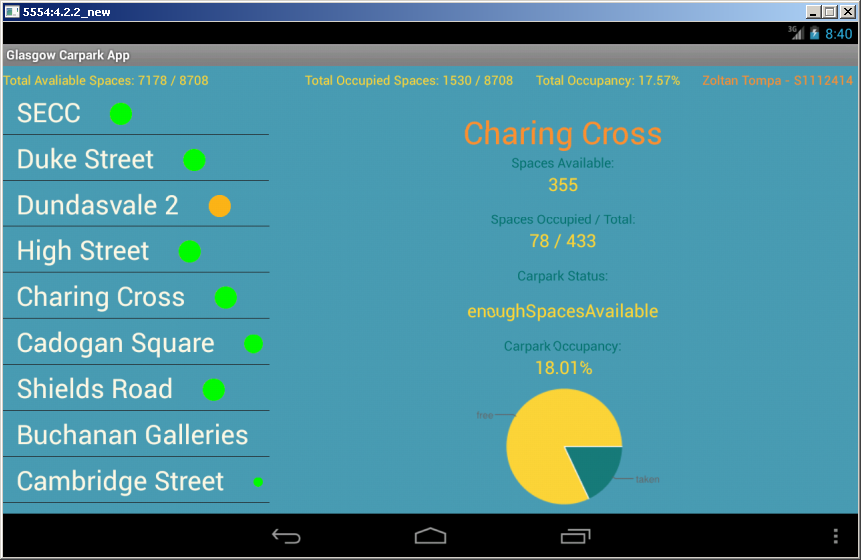 5554:4.2.2_new
3G 8:40
Glasgow Carpark App
Total Avaliable Spaces: 7178 / 8708 Total Occupied Spaces: 1530 / 8708 Total Occupancy: 17.57% Zoltan Tompa - S1112414
SECC
Duke Street
Dundasvale 2
High Street
Charing Cross
Cadogan Square
Shields Road
Buchanan Galleries
Cambridge Street
Charing Cross
Spaces Available:
355
Spaces Occupied / Total:
78 / 433
Carpark Status:
enoughSpacesAvailable
Carpark Occupancy:
18.01%
free
taken